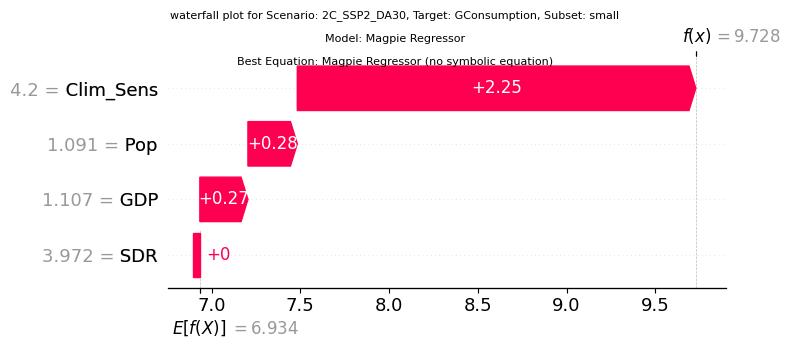 waterfall plot for Scenario: 2C_SSP2_DA30, Target: GConsumption, Subset: small
Model: Magpie Regressor
Best Equation: Magpie Regressor (no symbolic equation)
f(x) = 9.728
4.2 = Clim_Sens
+2.25
1.091 = Pop
+0.28
1.107 = GDP
+0.27
3.972 = SDR
+0
7.0 7.5 8.0 8.5 9.0 9.5
E[f(X)] = 6.934